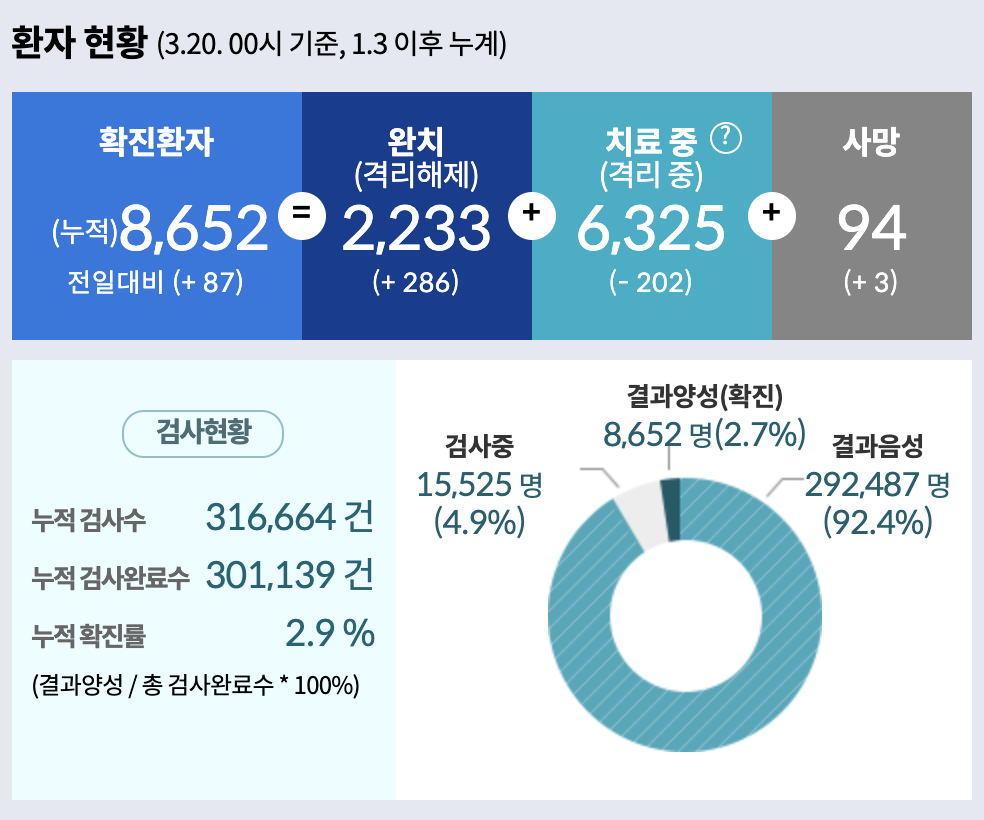 환자 현황 (3.20. 00시 기준, 1.3 이후 누계)
확진환자
(누적)8,652
전일대비 (+ 87)
=
완치
(격리해제)
2,233
(+ 286)
+
치료 중 ?
(격리 중)
6,325
(- 202)
+
사망
94
(+ 3)
검사현황
누적 검사수 316,664 건
누적 검사완료수 301,139 건
누적 확진률 2.9 %
(결과양성 / 총 검사완료수 * 100%)
결과양성(확진)
8,652 명(2.7%)
검사중
15,525 명
(4.9%)
결과음성
292,487 명
(92.4%)